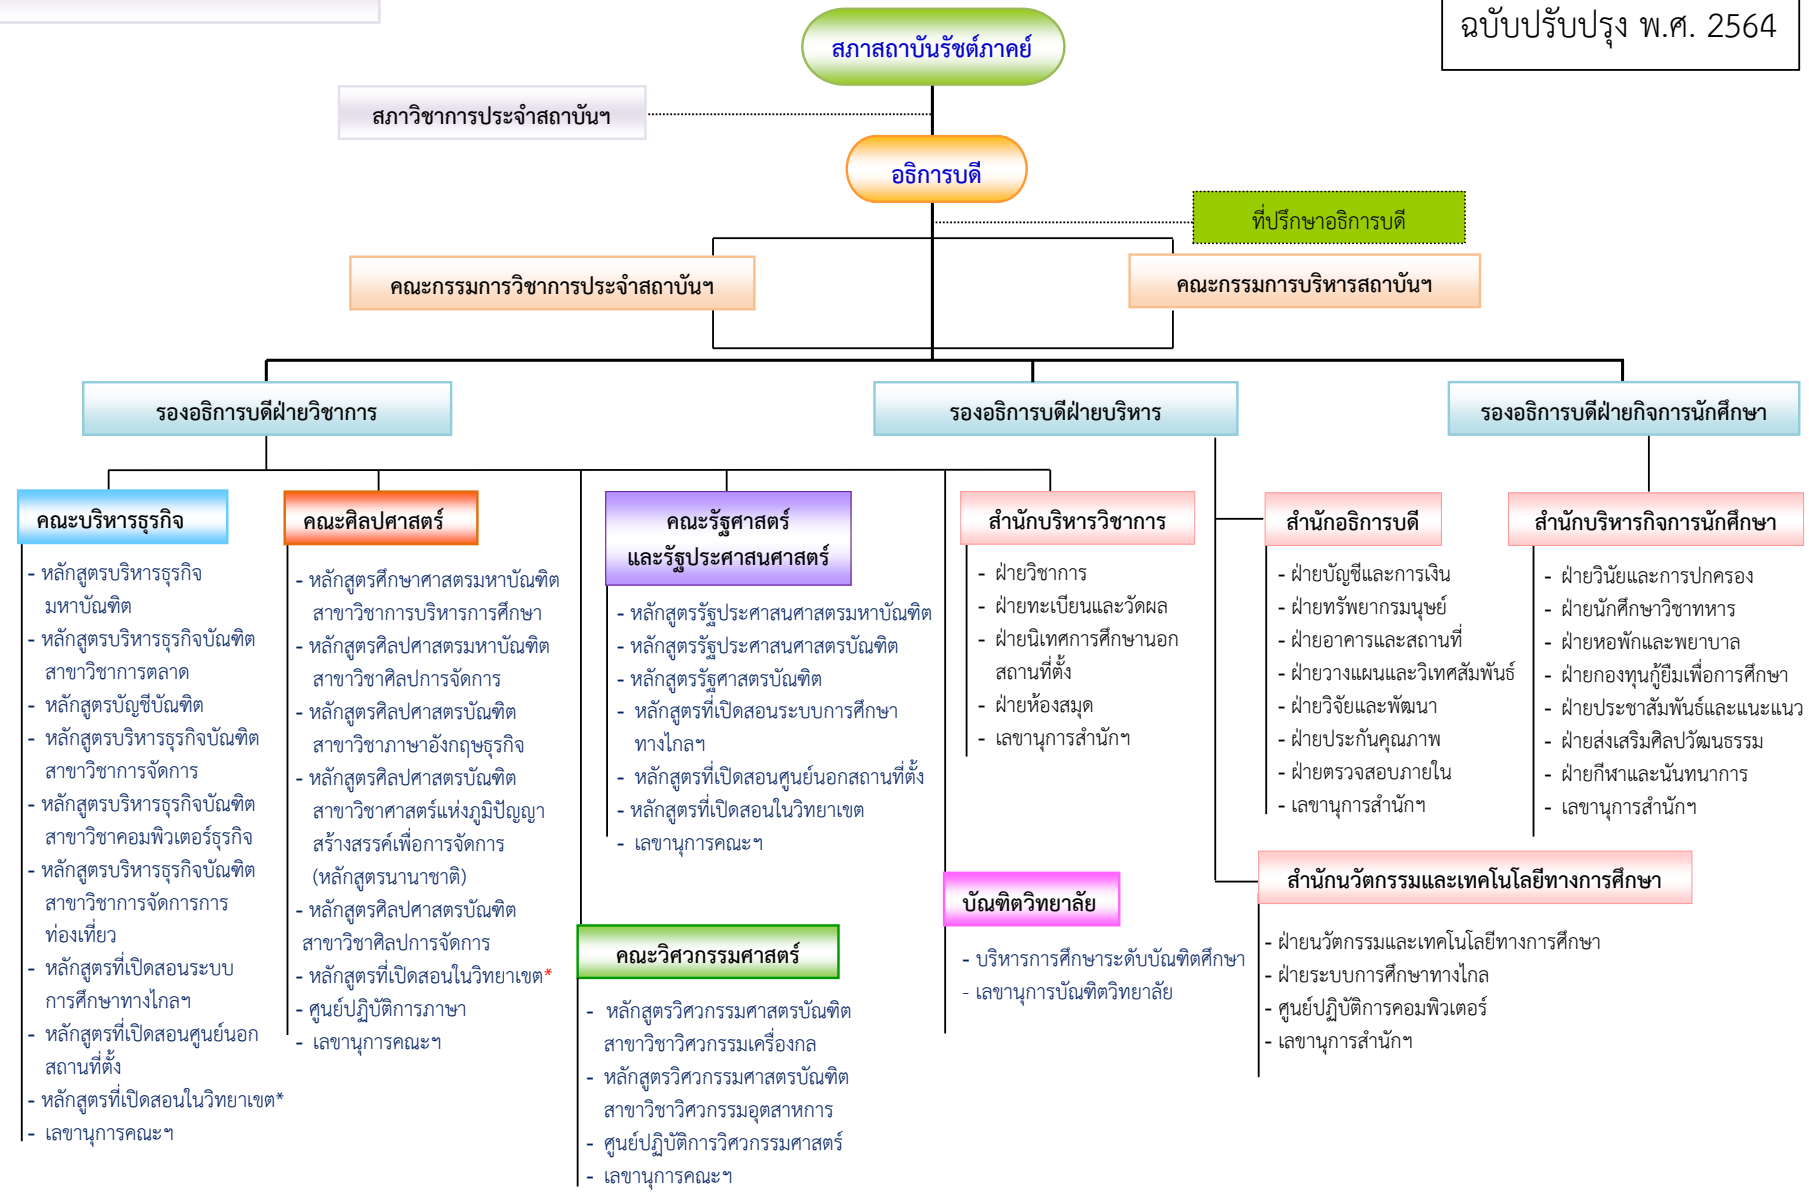 ฉบับปรับปรุง พ.ศ. 2564
สภาสถาบันรัชต์ภาคย์
สภาวิชาการประจำสถาบันฯ
อธิการบดี
ที่ปรึกษาอธิการบดี
คณะกรรมการวิชาการประจำสถาบันฯ
คณะกรรมการบริหารสถาบันฯ
รองอธิการบดีฝ่ายวิชาการ
รองอธิการบดีฝ่ายบริหาร
รองอธิการบดีฝ่ายกิจการนักศึกษา
คณะบริหารธุรกิจ
- หลักสูตรบริหารธุรกิจ
มหาบัณฑิต
- หลักสูตรบริหารธุรกิจบัณฑิต
สาขาวิชาการตลาด
- หลักสูตรบัญชีบัณฑิต
- หลักสูตรบริหารธุรกิจบัณฑิต
สาขาวิชาการจัดการ
- หลักสูตรบริหารธุรกิจบัณฑิต
สาขาวิชาคอมพิวเตอร์ธุรกิจ
- หลักสูตรบริหารธุรกิจบัณฑิต
สาขาวิชาการจัดการการ
ท่องเที่ยว
- หลักสูตรที่เปิดสอนระบบ
การศึกษาทางไกลฯ
- หลักสูตรที่เปิดสอนศูนย์นอก
สถานที่ตั้ง
- หลักสูตรที่เปิดสอนในวิทยาเขต*
- เลขานุการคณะฯ
คณะศิลปศาสตร์
- หลักสูตรศึกษาศาสตรมหาบัณฑิต
สาขาวิชาการบริหารการศึกษา
- หลักสูตรศิลปศาสตรมหาบัณฑิต
สาขาวิชาศิลปการจัดการ
- หลักสูตรศิลปศาสตรบัณฑิต
สาขาวิชาภาษาอังกฤษธุรกิจ
- หลักสูตรศิลปศาสตรบัณฑิต
สาขาวิชาศาสตร์แห่งภูมิปัญญา
สร้างสรรค์เพื่อการจัดการ
(หลักสูตรนานาชาติ)
- หลักสูตรศิลปศาสตรบัณฑิต
สาขาวิชาศิลปการจัดการ
- หลักสูตรที่เปิดสอนในวิทยาเขต*
- ศูนย์ปฏิบัติการภาษา
- เลขานุการคณะฯ
คณะรัฐศาสตร์
และรัฐประศาสนศาสตร์
- หลักสูตรรัฐประศาสนศาสตรมหาบัณฑิต
- หลักสูตรรัฐประศาสนศาสตรบัณฑิต
- หลักสูตรรัฐศาสตรบัณฑิต
- หลักสูตรที่เปิดสอนระบบการศึกษา
ทางไกลฯ
- หลักสูตรที่เปิดสอนศูนย์นอกสถานที่ตั้ง
- หลักสูตรที่เปิดสอนในวิทยาเขต
- เลขานุการคณะฯ
คณะวิศวกรรมศาสตร์
- หลักสูตรวิศวกรรมศาสตรบัณฑิต
สาขาวิชาวิศวกรรมเครื่องกล
- หลักสูตรวิศวกรรมศาสตรบัณฑิต
สาขาวิชาวิศวกรรมอุตสาหการ
- ศูนย์ปฏิบัติการวิศวกรรมศาสตร์
- เลขานุการคณะฯ
สำนักบริหารวิชาการ
- ฝ่ายวิชาการ
- ฝ่ายทะเบียนและวัดผล
- ฝ่ายนิเทศการศึกษานอก
สถานที่ตั้ง
- ฝ่ายห้องสมุด
- เลขานุการสำนักฯ
บัณฑิตวิทยาลัย
- บริหารการศึกษาระดับบัณฑิตศึกษา
- เลขานุการบัณฑิตวิทยาลัย
สำนักอธิการบดี
- ฝ่ายบัญชีและการเงิน
- ฝ่ายทรัพยากรมนุษย์
- ฝ่ายอาคารและสถานที่
- ฝ่ายวางแผนและวิเทศสัมพันธ์
- ฝ่ายวิจัยและพัฒนา
- ฝ่ายประกันคุณภาพ
- ฝ่ายตรวจสอบภายใน
- เลขานุการสำนักฯ
สำนักนวัตกรรมและเทคโนโลยีทางการศึกษา
- ฝ่ายนวัตกรรมและเทคโนโลยีทางการศึกษา
- ฝ่ายระบบการศึกษาทางไกล
- ศูนย์ปฏิบัติการคอมพิวเตอร์
- เลขานุการสำนักฯ
สำนักบริหารกิจการนักศึกษา
- ฝ่ายวินัยและการปกครอง
- ฝ่ายนักศึกษาวิชาทหาร
- ฝ่ายหอพักและพยาบาล
- ฝ่ายกองทุนกู้ยืมเพื่อการศึกษา
- ฝ่ายประชาสัมพันธ์และแนะแนว
- ฝ่ายส่งเสริมศิลปวัฒนธรรม
- ฝ่ายกีฬาและนันทนาการ
- เลขานุการสำนักฯ